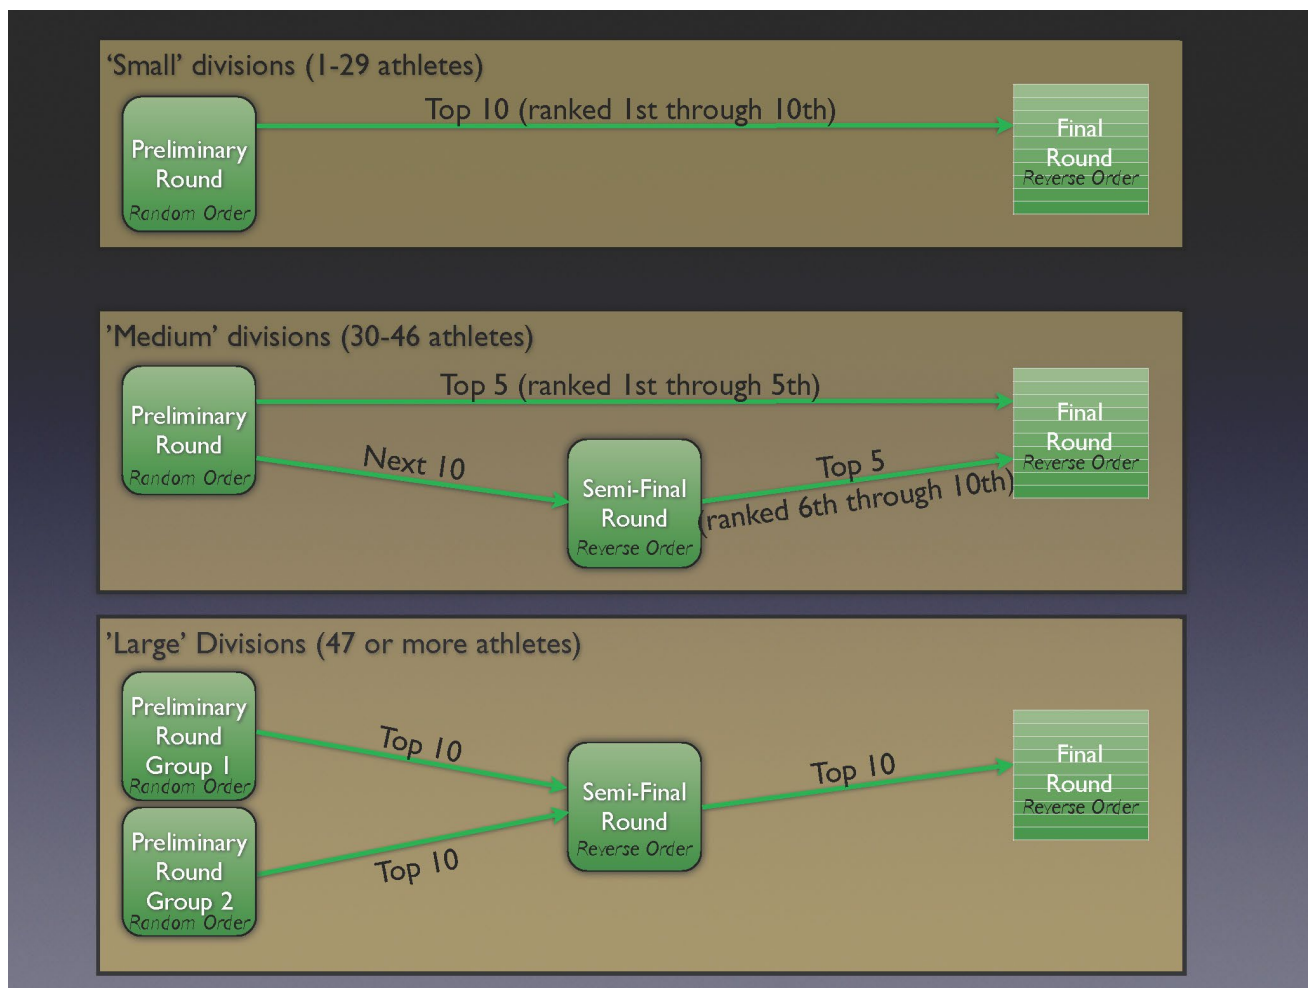 ‘Small’ divisions (1-29 athletes)
Top 10 (ranked 1st through 10th)
Preliminary
Round
Random Order
Final
Round
Reverse Order
’Medium’ divisions (30-46 athletes)
Top 5 (ranked 1st through 5th)
Preliminary
Round
Random Order
Next 10
Semi-Final
Round
Reverse Order
Top 5
(ranked 6th through 10th)
Final
Round
Reverse Order
’Large’ Divisions (47 or more athletes)
Preliminary
Round
Group 1
Random Order
Top 10
Preliminary
Round
Group 2
Random Order
Top 10
Semi-Final
Round
Reverse Order
Top 10
Final
Round
Reverse Order